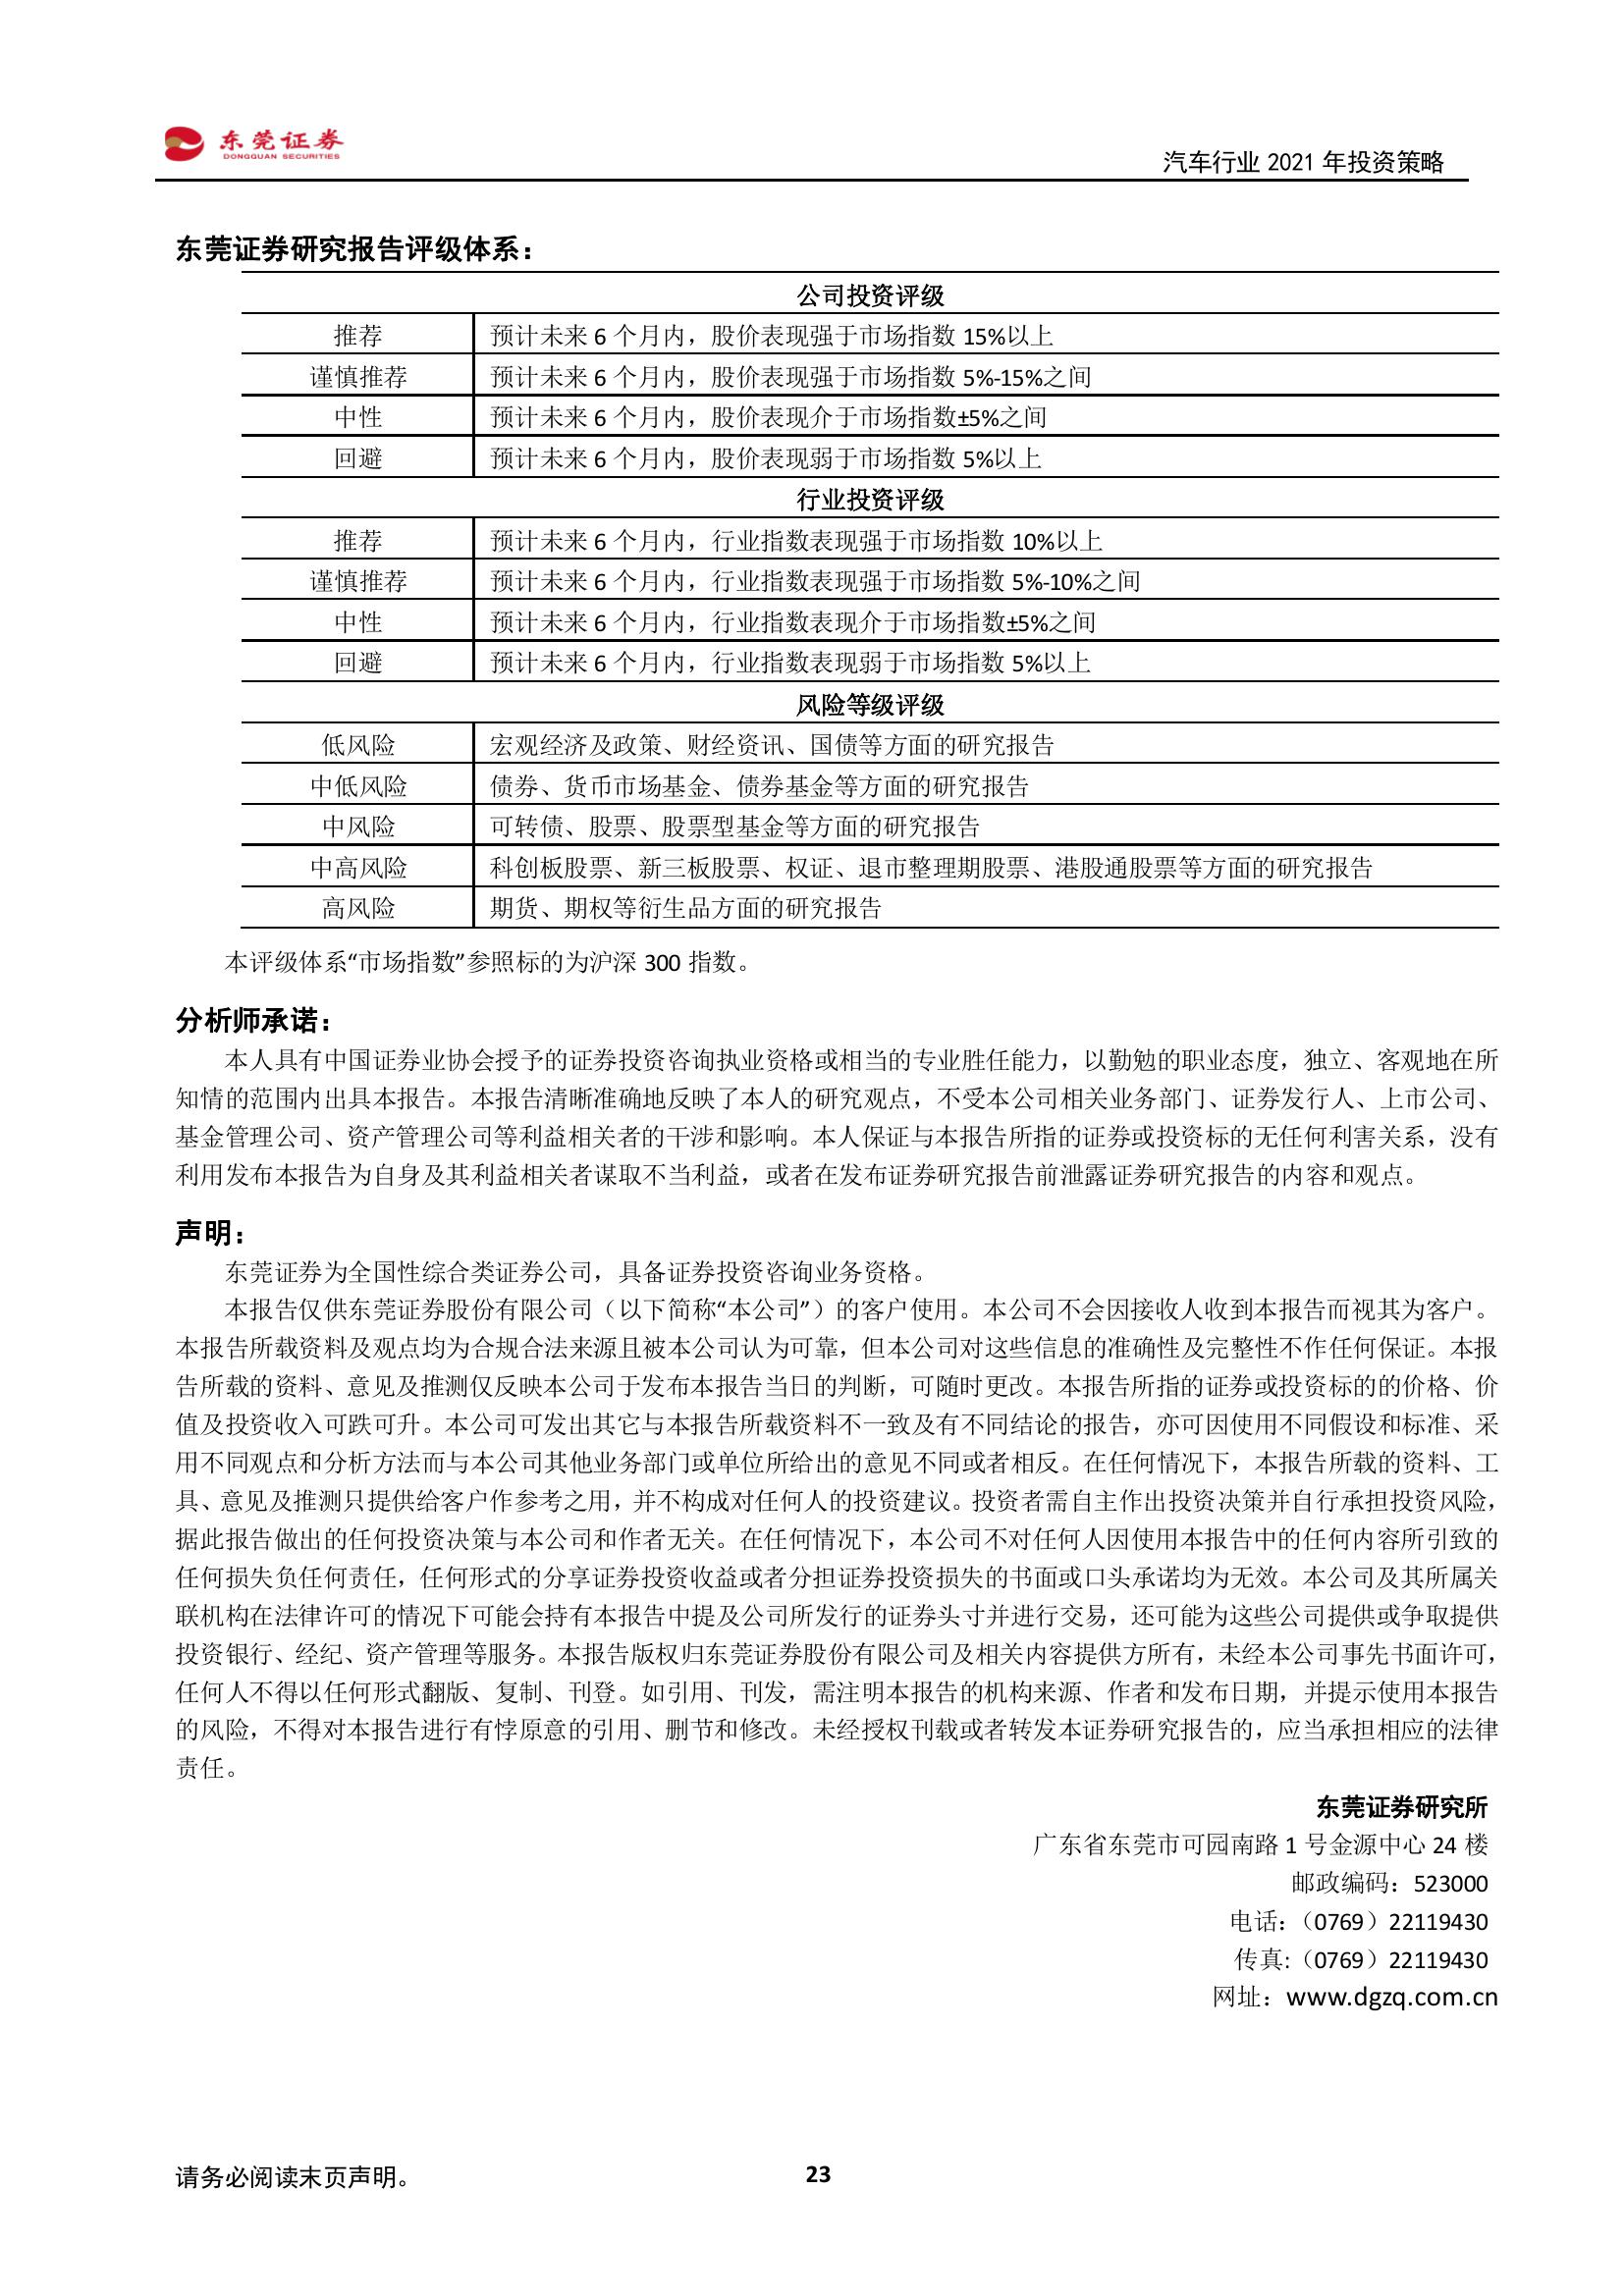 东莞证券
DONGGUAN SECURITIES
汽车行业 2021 年投资策略
东莞证券研究报告评级体系：
公司投资评级
推荐 预计未来 6 个月内，股价表现强于市场指数 15%以上
谨慎推荐 预计未来 6 个月内，股价表现强于市场指数 5%-15%之间
中性 预计未来 6 个月内，股价表现介于市场指数±5%之间
回避 预计未来 6 个月内，股价表现弱于市场指数 5%以上
行业投资评级
推荐 预计未来 6 个月内，行业指数表现强于市场指数 10%以上
谨慎推荐 预计未来 6 个月内，行业指数表现强于市场指数 5%-10%之间
中性 预计未来 6 个月内，行业指数表现介于市场指数±5%之间
回避 预计未来 6 个月内，行业指数表现弱于市场指数 5%以上
风险等级评级
低风险 宏观经济及政策、财经资讯、国债等方面的研究报告
中低风险 债券、货币市场基金、债券基金等方面的研究报告
中风险 可转债、股票、股票型基金等方面的研究报告
中高风险 科创板股票、新三板股票、权证、退市整理期股票、港股通股票等方面的研究报告
高风险 期货、期权等衍生品方面的研究报告
本评级体系“市场指数”参照标的为沪深 300 指数。
分析师承诺：
本人具有中国证券业协会授予的证券投资咨询执业资格或相当的专业胜任能力，以勤勉的职业态度，独立、客观地在所
知情的范围内出具本报告。本报告清晰准确地反映了本人的研究观点，不受本公司相关业务部门、证券发行人、上市公司、
基金管理公司、资产管理公司等利益相关者的干涉和影响。本人保证与本报告所指的证券或投资标的无任何利害关系，没有
利用发布本报告为自身及其利益相关者谋取不当利益，或者在发布证券研究报告前泄露证券研究报告的内容和观点。
声明：
东莞证券为全国性综合类证券公司，具备证券投资咨询业务资格。
本报告仅供东莞证券股份有限公司（以下简称“本公司”）的客户使用。本公司不会因接收人收到本报告而视其为客户。
本报告所载资料及观点均为合规合法来源且被本公司认为可靠，但本公司对这些信息的准确性及完整性不作任何保证。本报
告所载的资料、意见及推测仅反映本公司于发布本报告当日的判断，可随时更改。本报告所指的证券或投资标的的价格、价
值及投资收入可跌可升。本公司可发出其它与本报告所载资料不一致及有不同结论的报告，亦可因使用不同假设和标准、采
用不同观点和分析方法而与本公司其他业务部门或单位所给出的意见不同或者相反。在任何情况下，本报告所载的资料、工
具、意见及推测只提供给客户作参考之用，并不构成对任何人的投资建议。投资者需自主作出投资决策并自行承担投资风险，
据此报告做出的任何投资决策与本公司和作者无关。在任何情况下，本公司不对任何人因使用本报告中的任何内容所引致的
任何损失负任何责任，任何形式的分享证券投资收益或者分担证券投资损失的书面或口头承诺均为无效。本公司及其所属关
联机构在法律许可的情况下可能会持有本报告中提及公司所发行的证券头寸并进行交易，还可能为这些公司提供或争取提供
投资银行、经纪、资产管理等服务。本报告版权归东莞证券股份有限公司及相关内容提供方所有，未经本公司事先书面许可，
任何人不得以任何形式翻版、复制、刊登。如引用、刊发，需注明本报告的机构来源、作者和发布日期，并提示使用本报告
的风险，不得对本报告进行有悖原意的引用、删节和修改。未经授权刊载或者转发本证券研究报告的，应当承担相应的法律
责任。
东莞证券研究所
广东省东莞市可园南路 1 号金源中心 24 楼
邮政编码：523000
电话：（0769）22119430
传真:（0769）22119430
网址：www.dgzq.com.cn
请务必阅读末页声明。
23